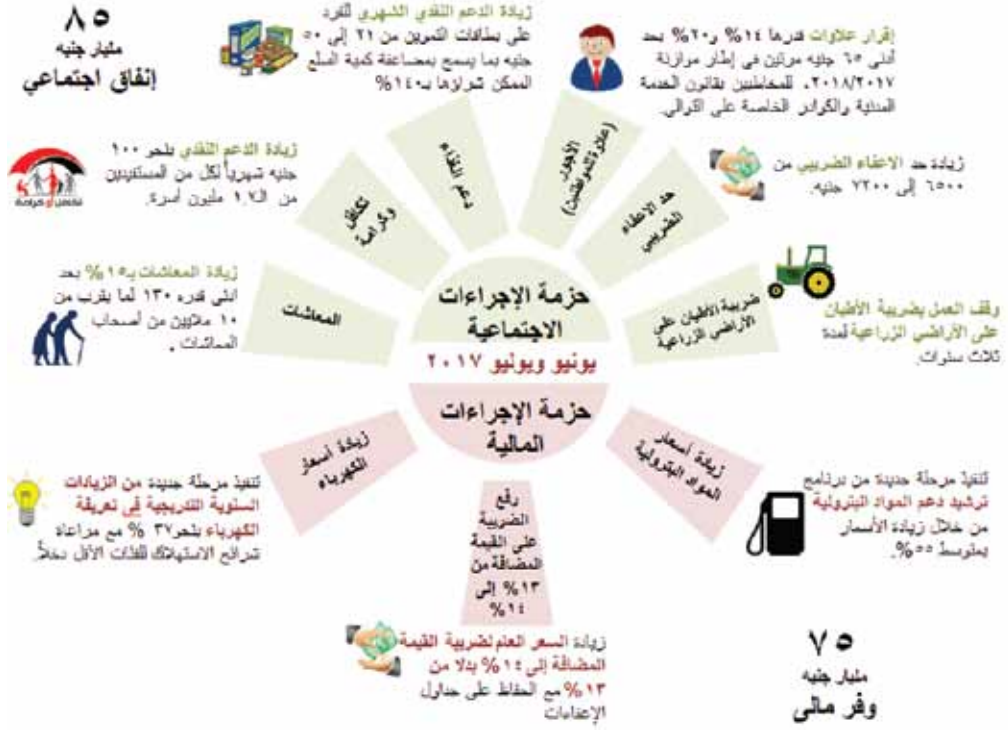 ٨٥
مليار جنيه
إنفاق اجتماعي
زيادة الدعم النقدي الشهري للفرد
على بطاقات التموين من ٢١ إلى ٥٠
جنيه بما يسمح بمضاعفة كمية السلع
الممكن شراؤها بـ١٤٠%
إقرار علاوات قدرها ١٤% و٢٠% بحد
أدنى ٦٥ جنيه مرتين في إطار موازنة
٢٠١٨/٢٠١٧، للمخاطبين بقانون الخدمة
المدنية والكوادر الخاصة على التوالي.
زيادة الدعم النقدي بنحو ١٠٠
جنيه شهرياً لكل من المستفيدين
من الـ١.٧ مليون أسرة.
تكافل و كرامة
زيادة حد الاعفاء الضريبي من
٦٥٠٠ إلى ٧٢٠٠ جنيه.
زيادة المعاشات بـ١٥% بحد
ادنى قدره ١٣٠ لما يقرب من
١٠ ملايين من أصحاب
المعاشات .
وقف العمل بضريبة الأطيان
على الأراضي الزراعية لمدة
ثلاث سنوات.
المعاشات
تكافل
وكرامة
دعم الغذاء
الأجور
(علاوة للمواطنين)
حد الاعفاء
الضريبي
ضريبة الأطيان على
الأراضي الزراعية
حزمة الإجراءات
الاجتماعية
يونيو ويوليو ٢٠١٧
حزمة الإجراءات
المالية
زيادة أسعار
الكهرباء
رفع
الضريبة
على القيمة
المضافة من
١٣% إلى
١٤%
زيادة أسعار
المواد البترولية
تنفيذ مرحلة جديدة من الزيادات
السنوية التدريجية في تعريفة
الكهرباء بنحو٣٧ % مع مراعاة
شرائح الاستهلاك للفئات الأقل دخلاً.
تنفيذ مرحلة جديدة من برنامج
ترشيد دعم المواد البترولية
من خلال زيادة الأسعار
بمتوسط ٥٥%.
زيادة السعر العام لضريبة القيمة
المضافة إلى ١٤% بدلا من
١٣% مع الحفاظ على جداول
الإعفاءات
٧٥
مليار جنيه
وفر مالى